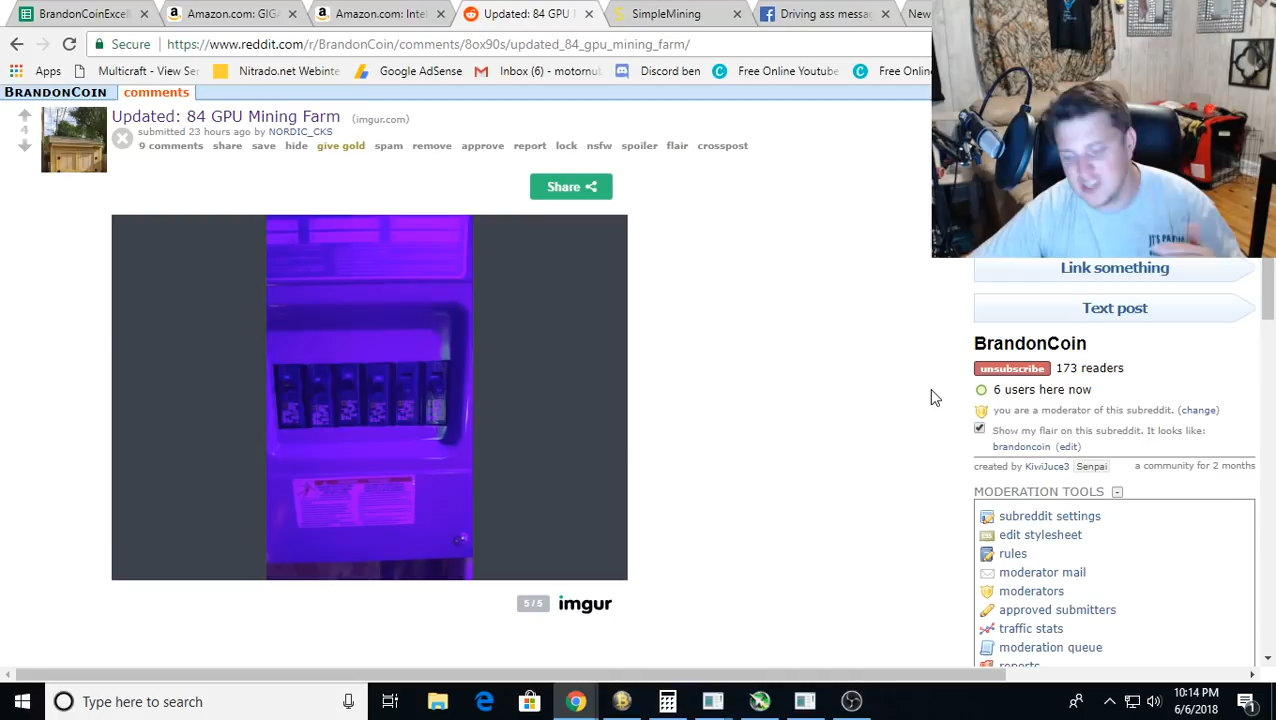 BrandonCoinExcel
Amazon.com: GIG
Amazon.com: Inte
Updated: 84 GPU
SimpleMining
Driving ass messa
New
Secure
https://www.reddit.com/r/BrandonCoin/comments/8ox90s/updated_84_gpu_mining_farm/
Apps
Multicraft - View Ser
Nitrado.net Webinte
Google AdSense
Inbox (6) - motornub
Discord ben
Free Online Youtube
Free Onlin
BRANDONCOIN
comments
4
Updated: 84 GPU Mining Farm (imgur.com)
submitted 23 hours ago by NORDIC_CKS
9 comments share save hide give gold spam remove approve report lock nsfw spoiler flair crosspost
Share
5 / 5
imgur
Link something
Text post
BrandonCoin
unsubscribe 173 readers
6 users here now
you are a moderator of this subreddit. (change)
Show my flair on this subreddit. It looks like:
brandoncoin (edit)
created by KiwiJuce3 Senpai
a community for 2 months
MODERATION TOOLS -
subreddit settings
edit stylesheet
rules
moderator mail
moderators
approved submitters
traffic stats
moderation queue
reports
Type here to search
10:14 PM
6/6/2018
1